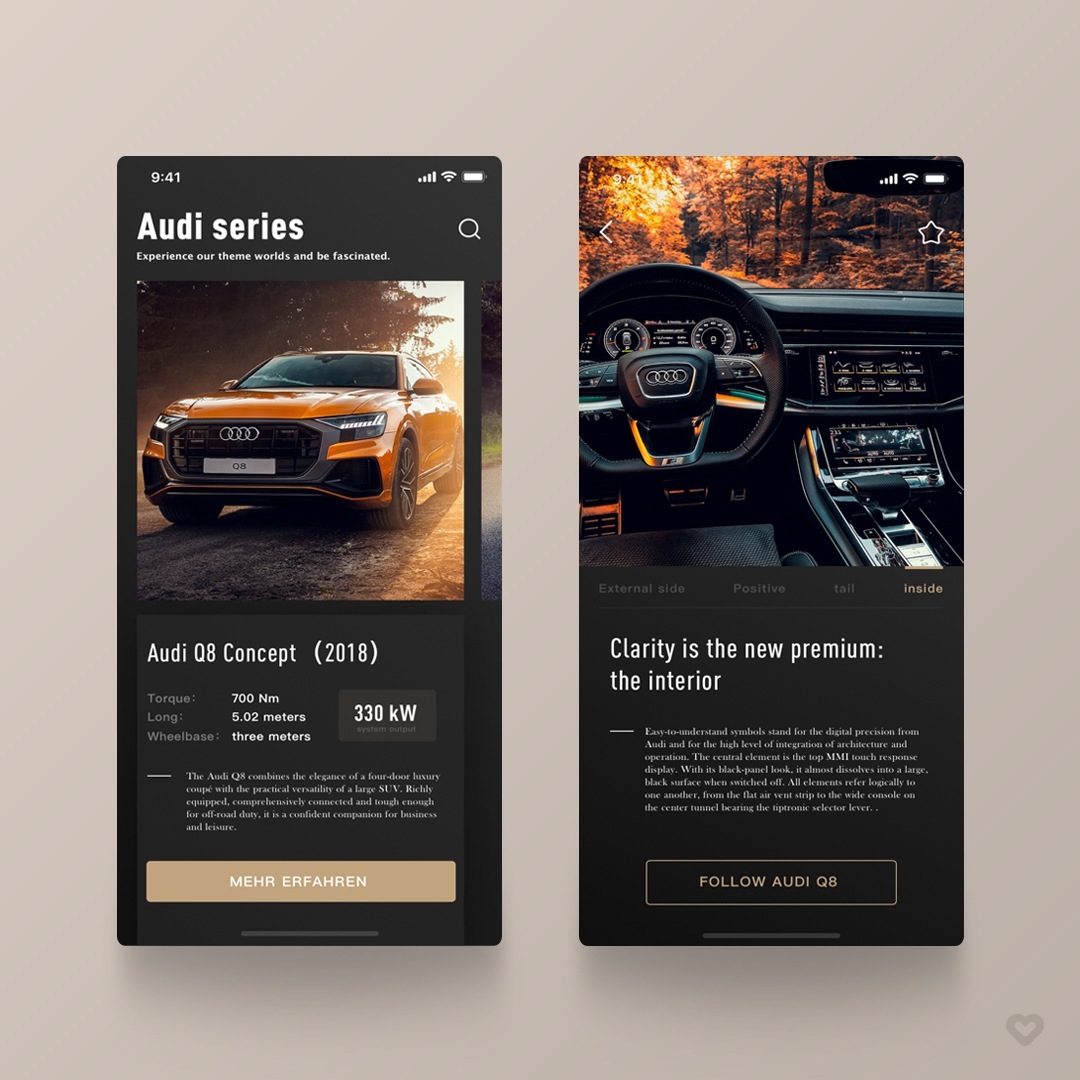 9:41
Audi series
Experience our theme worlds and be fascinated.
Q8
Audi Q8 Concept （2018）
Torque： 700 Nm
Long： 5.02 meters
Wheelbase： three meters
330 kW
system output
The Audi Q8 combines the elegance of a four-door luxury
coupé with the practical versatility of a large SUV. Richly
equipped, comprehensively connected and tough enough
for off-road duty, it is a confident companion for business
and leisure.
MEHR ERFAHREN
9:41
External side Positive tail inside
Clarity is the new premium:
the interior
Easy-to-understand symbols stand for the digital precision from
Audi and for the high level of integration of architecture and
operation. The central element is the top MMI touch response
display. With its black-panel look, it almost dissolves into a large,
black surface when switched off. All elements refer logically to
one another, from the flat air vent strip to the wide console on
the center tunnel bearing the tiptronic selector lever. .
FOLLOW AUDI Q8